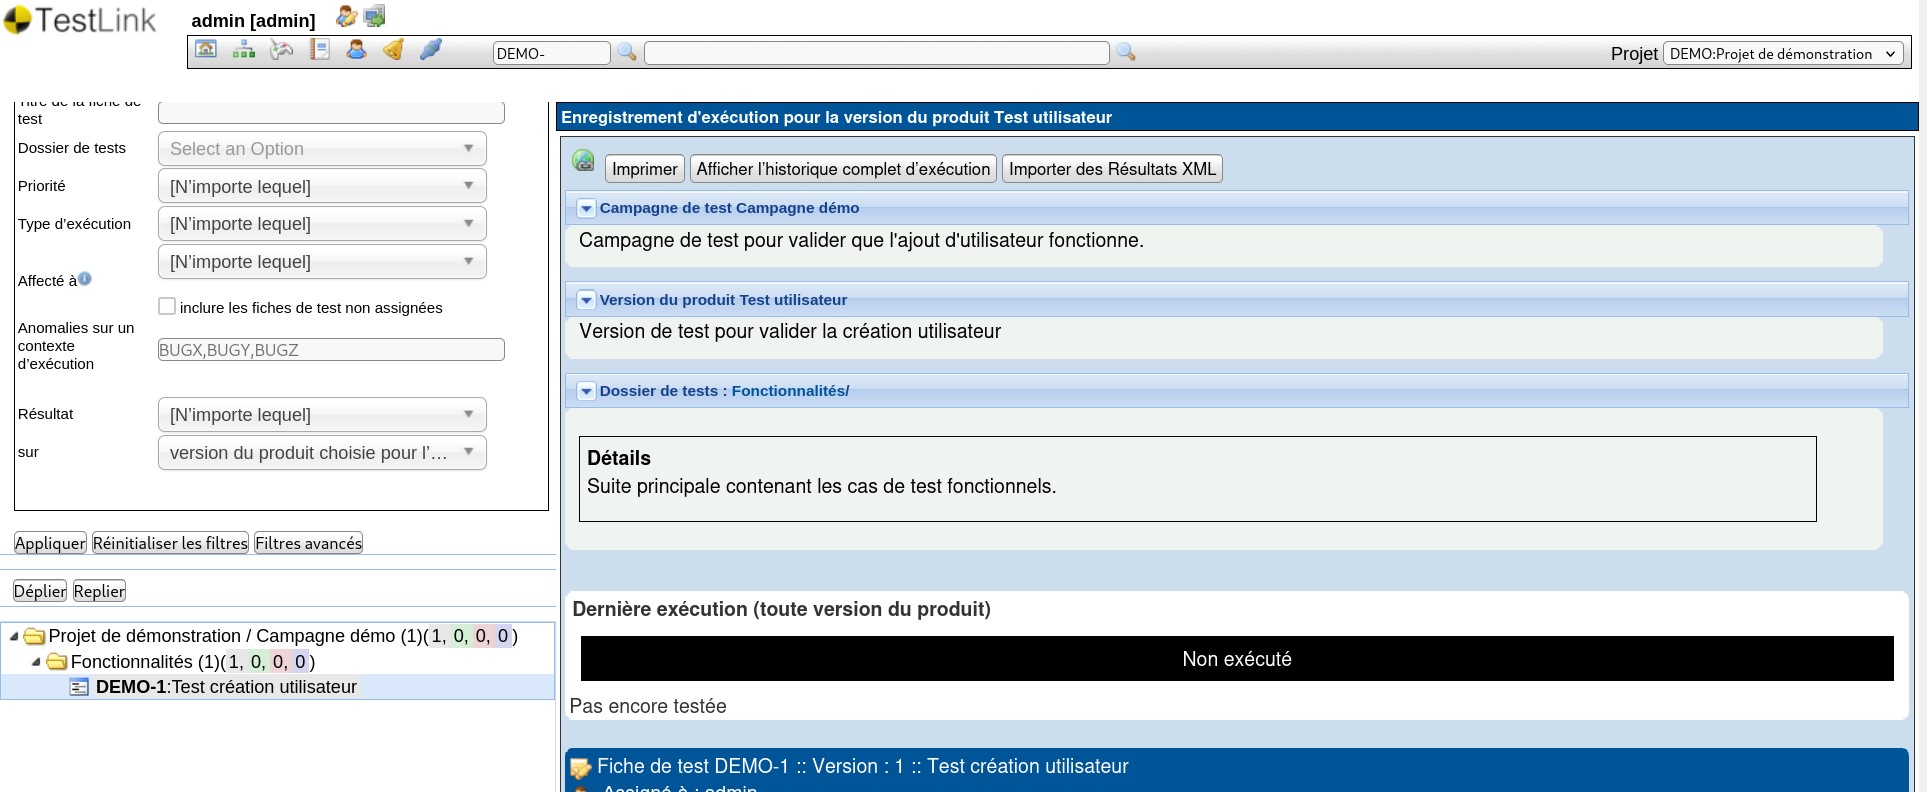 TestLink
admin [admin]
DEMO-
Projet DEMO:Projet de démonstration
Titre de la fiche de
test
Dossier de tests Select an Option
Priorité [N'importe lequel]
Type d’exécution [N'importe lequel]
[N'importe lequel]
Affecté à
inclure les fiches de test non assignées
Anomalies sur un
contexte
d’exécution
BUGX,BUGY,BUGZ
Résultat [N'importe lequel]
sur version du produit choisie pour l’…
Appliquer Réinitialiser les filtres Filtres avancés
Déplier Replier
Projet de démonstration / Campagne démo (1)(1, 0, 0, 0)
Fonctionnalités (1)(1, 0, 0, 0)
DEMO-1:Test création utilisateur
Enregistrement d'exécution pour la version du produit Test utilisateur
Imprimer Afficher l’historique complet d’exécution Importer des Résultats XML
Campagne de test Campagne démo
Campagne de test pour valider que l'ajout d'utilisateur fonctionne.
Version du produit Test utilisateur
Version de test pour valider la création utilisateur
Dossier de tests : Fonctionnalités/
Détails
Suite principale contenant les cas de test fonctionnels.
Dernière exécution (toute version du produit)
Non exécuté
Pas encore testée
Fiche de test DEMO-1 :: Version : 1 :: Test création utilisateur
Assigné à : admin